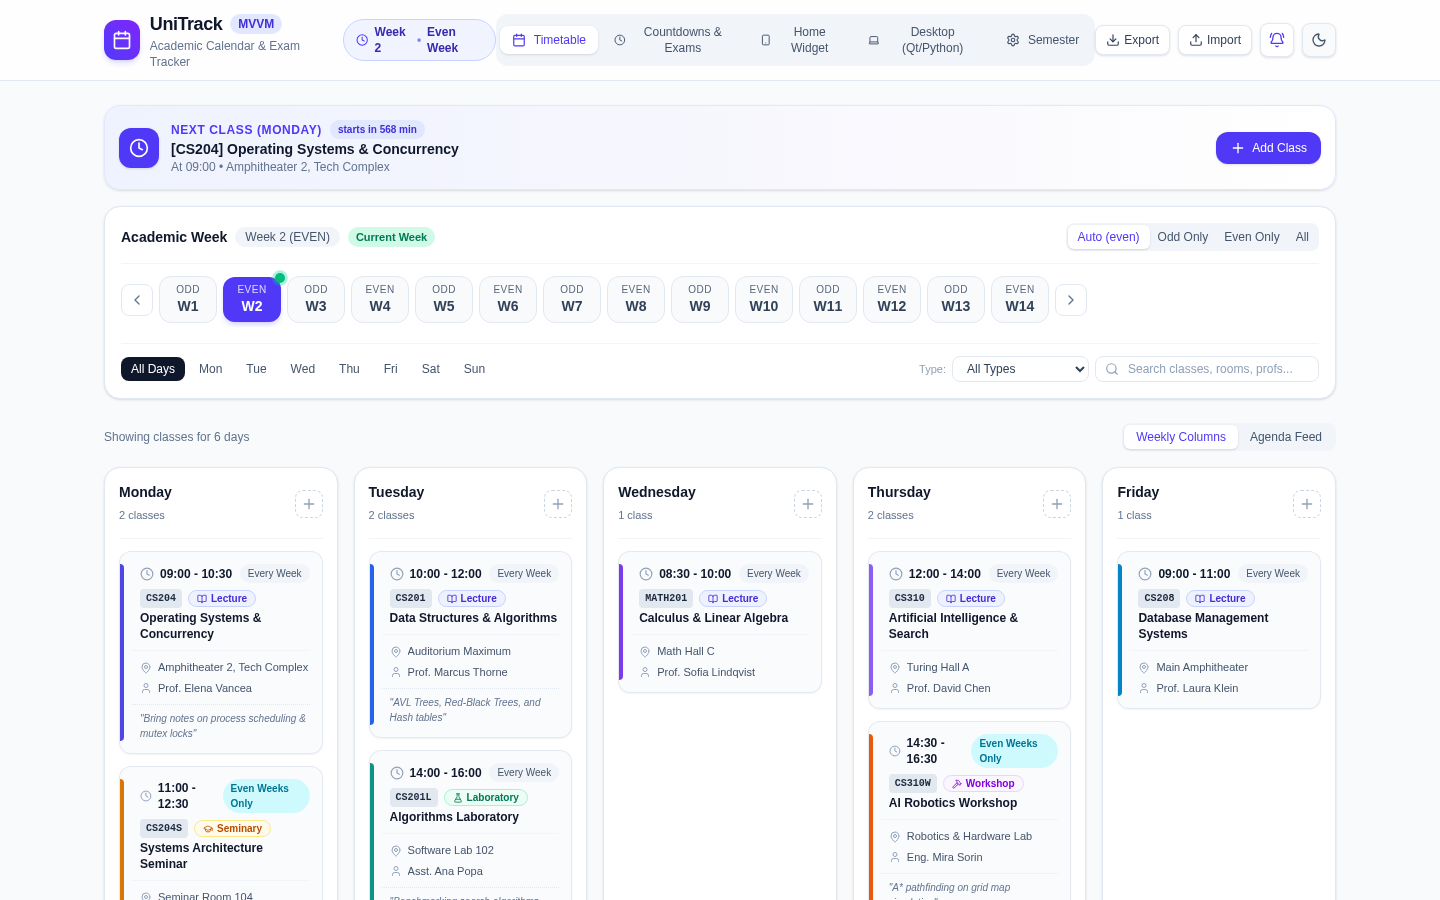 UniTrack MVVM
Academic Calendar & Exam
Tracker
Week
2
• Even
Week
Timetable
Countdowns &
Exams
Home
Widget
Desktop
(Qt/Python)
Semester
Export
Import
NEXT CLASS (MONDAY) starts in 568 min
[CS204] Operating Systems & Concurrency
At 09:00 • Amphitheater 2, Tech Complex
Add Class
Academic Week Week 2 (EVEN) Current Week
Auto (even) Odd Only Even Only All
ODD
W1
EVEN
W2
ODD
W3
EVEN
W4
ODD
W5
EVEN
W6
ODD
W7
EVEN
W8
ODD
W9
EVEN
W10
ODD
W11
EVEN
W12
ODD
W13
EVEN
W14
All Days Mon Tue Wed Thu Fri Sat Sun
Type: All Types
Search classes, rooms, profs...
Showing classes for 6 days
Weekly Columns Agenda Feed
Monday
2 classes
09:00 - 10:30 Every Week
CS204 Lecture
Operating Systems &
Concurrency
Amphitheater 2, Tech Complex
Prof. Elena Vancea
"Bring notes on process scheduling &
mutex locks"
11:00 -
12:30
Even Weeks
Only
CS204S Seminary
Systems Architecture
Seminar
Seminar Room 104
Tuesday
2 classes
10:00 - 12:00 Every Week
CS201 Lecture
Data Structures & Algorithms
Auditorium Maximum
Prof. Marcus Thorne
"AVL Trees, Red-Black Trees, and
Hash tables"
14:00 - 16:00 Every Week
CS201L Laboratory
Algorithms Laboratory
Software Lab 102
Asst. Ana Popa
Wednesday
1 class
08:30 - 10:00 Every Week
MATH201 Lecture
Calculus & Linear Algebra
Math Hall C
Prof. Sofia Lindqvist
Thursday
2 classes
12:00 - 14:00 Every Week
CS310 Lecture
Artificial Intelligence &
Search
Turing Hall A
Prof. David Chen
14:30 -
16:30
Even Weeks
Only
CS310W Workshop
AI Robotics Workshop
Robotics & Hardware Lab
Eng. Mira Sorin
"A* pathfinding on grid map
Friday
1 class
09:00 - 11:00 Every Week
CS208 Lecture
Database Management
Systems
Main Amphitheater
Prof. Laura Klein